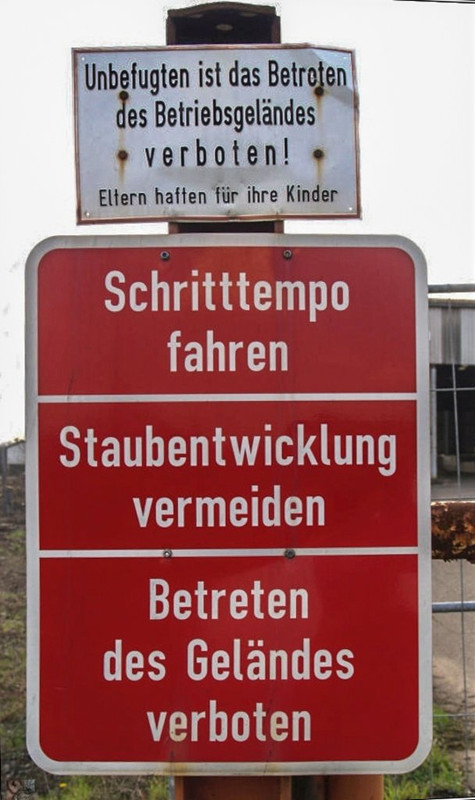 Unbefugten ist das Betreten
des Betriebsgeländes
verboten!
Eltern haften für ihre Kinder
Schritttempo
fahren
Staubentwicklung
vermeiden
Betreten
des Geländes
verboten